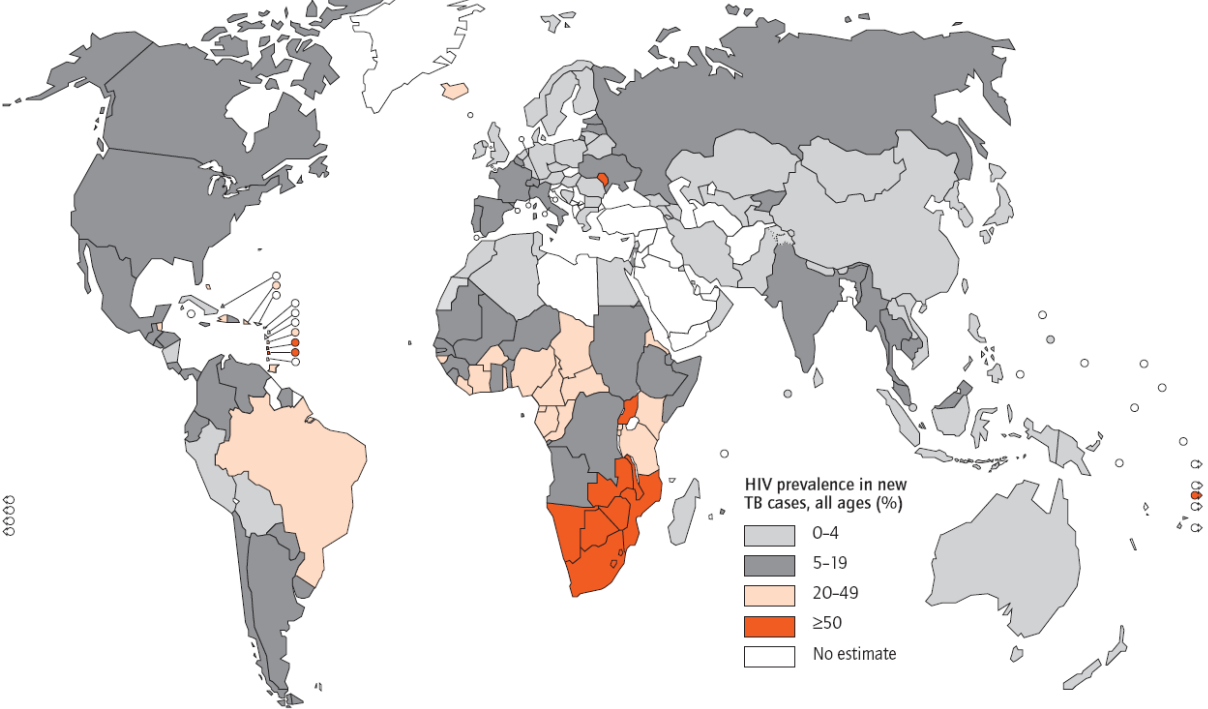 HIV prevalence in new
TB cases, all ages (%)
0–4
5–19
20–49
≥50
No estimate